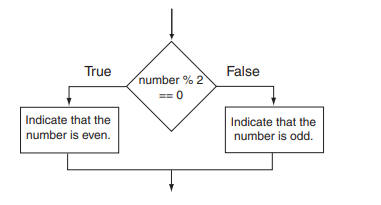 True
False
number % 2
== 0
Indicate that the
number is even.
Indicate that the
number is odd.